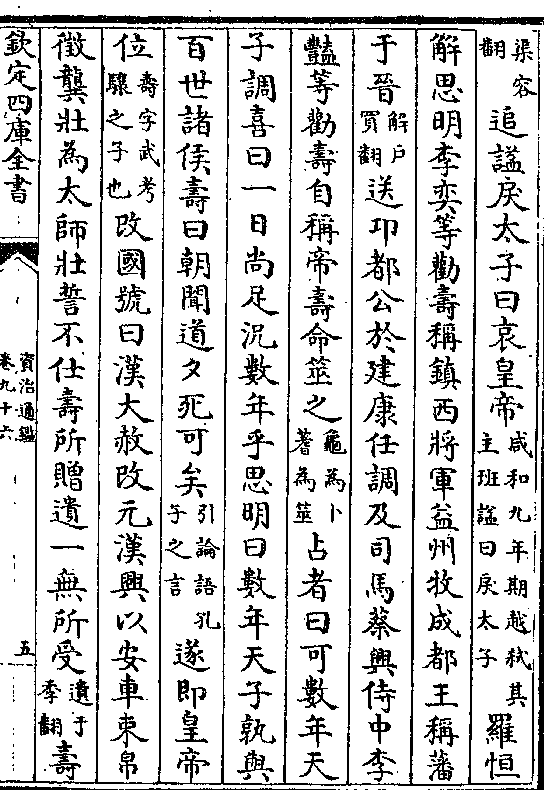 渠容翻追諡戾太子曰哀皇帝咸和九年期越弑其主班諡曰戾太子羅恒
解思明李奕等勸壽稱鎮西將軍益州牧成都王稱藩
于晉解戶買翻送邛都公於建康任調及司馬蔡興侍中李
豔等勸壽自稱帝壽命筮之龜為卜蓍為筮占者曰可數年天
子調喜曰一日尚足況數年乎思明曰數年天子孰與
百世諸侯壽曰朝聞道夕死可矣引論語孔子之言遂即皇帝
位壽字武考驤之子也改國號曰漢大赦改元漢興以安車束帛
徵龔壯為太師壯誓不仕壽所贈遺一無所受遺于季翻壽
欽定四庫全書
資治通鑑
卷九十六
五